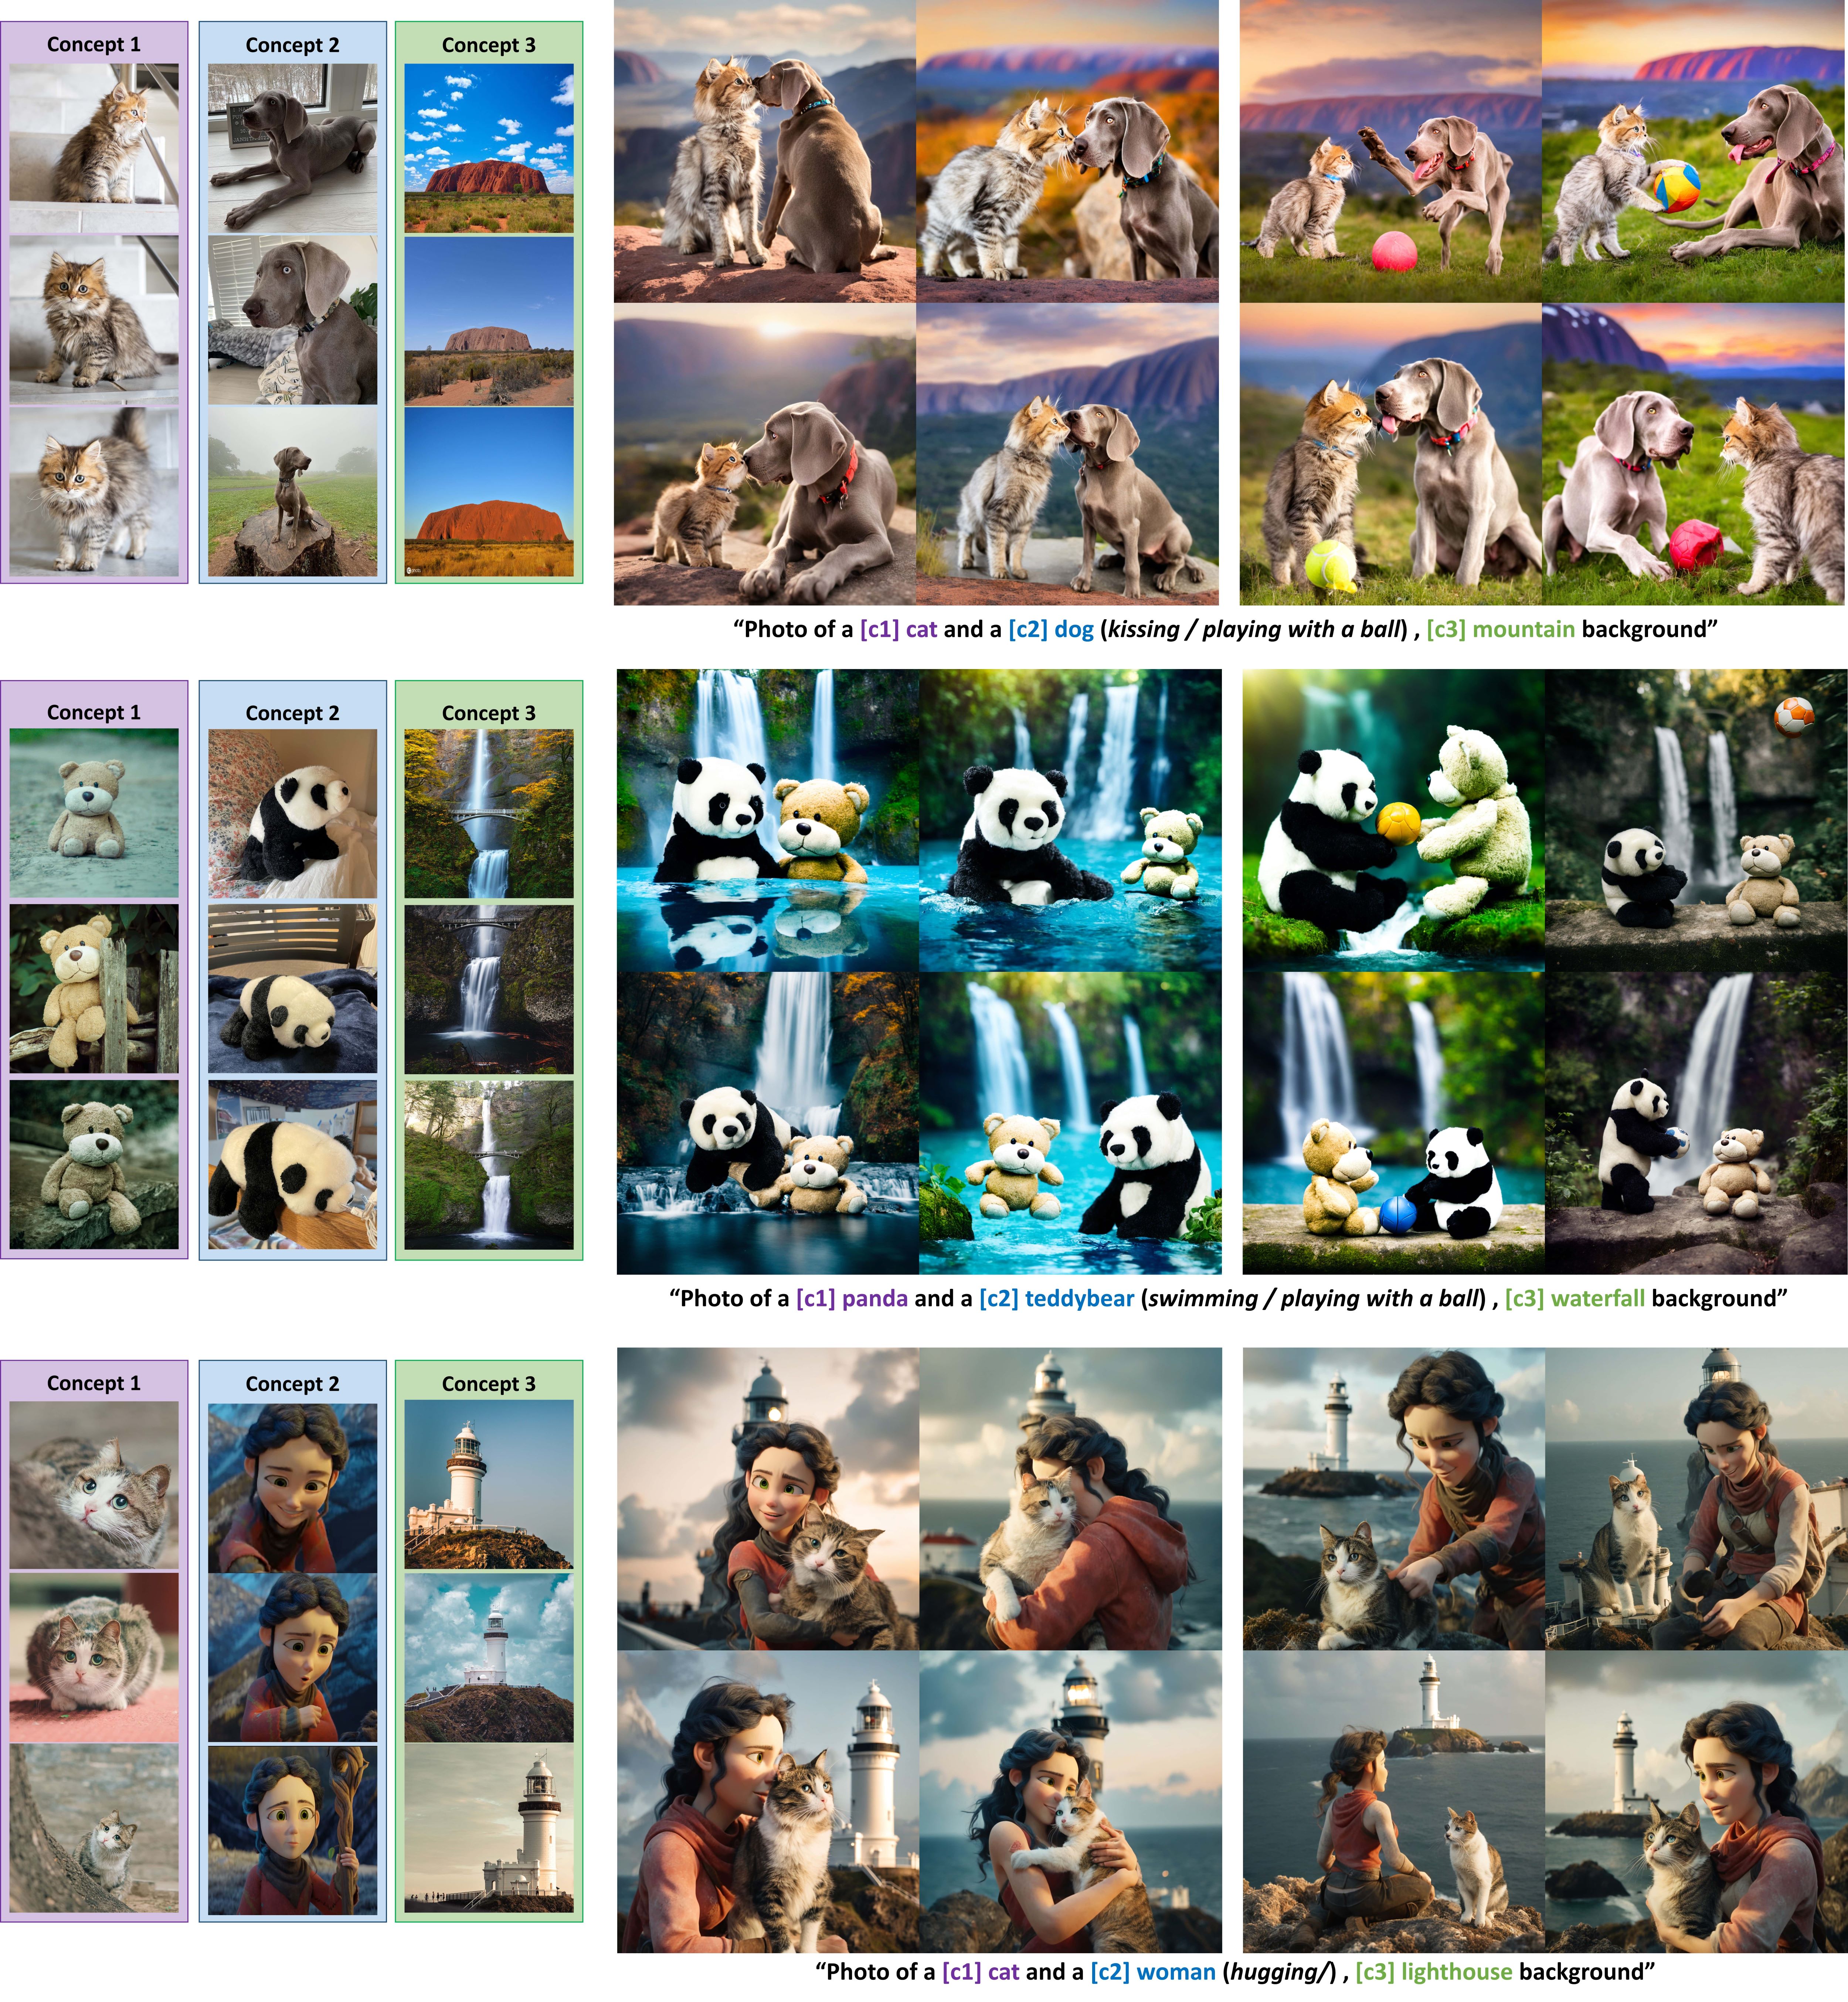 Concept 1
Concept 2
Concept 3
“Photo of a [c1] cat and a [c2] dog (kissing / playing with a ball) , [c3] mountain background”
Concept 1
Concept 2
Concept 3
“Photo of a [c1] panda and a [c2] teddybear (swimming / playing with a ball) , [c3] waterfall background”
Concept 1
Concept 2
Concept 3
“Photo of a [c1] cat and a [c2] woman (hugging/) , [c3] lighthouse background”